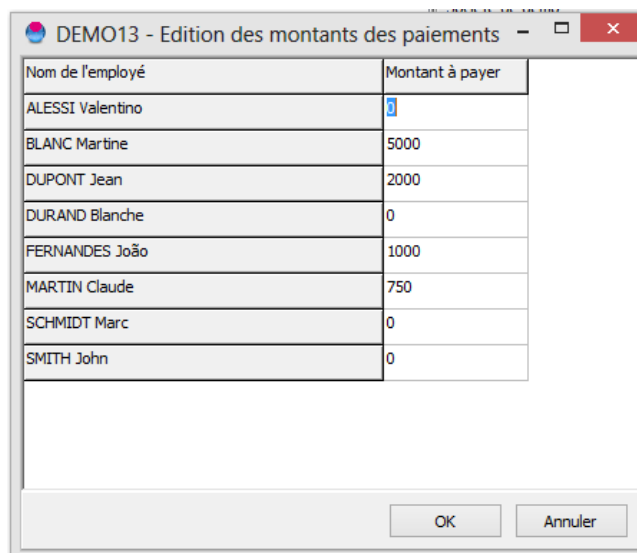 DEMO13 - Edition des montants des paiements
Nom de l'employé Montant à payer
ALESSI Valentino 0
BLANC Martine 5000
DUPONT Jean 2000
DURAND Blanche 0
FERNANDES João 1000
MARTIN Claude 750
SCHMIDT Marc 0
SMITH John 0
OK Annuler